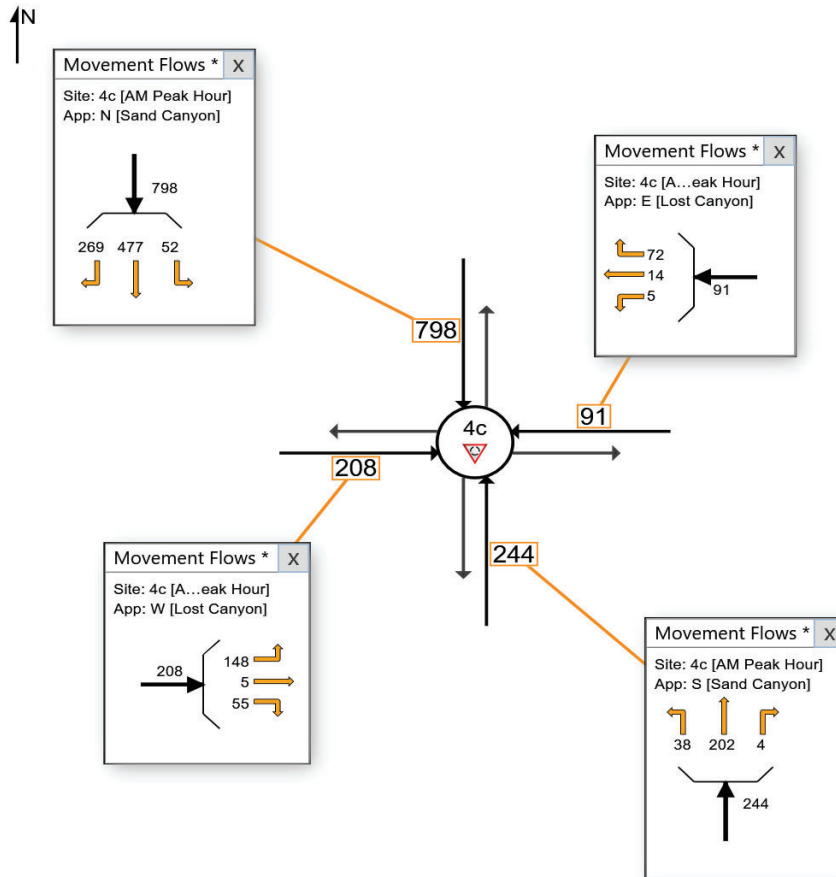 N
Movement Flows * X
Site: 4c [AM Peak Hour]
App: N [Sand Canyon]
798
269 477 52
Movement Flows * X
Site: 4c [A...eak Hour]
App: E [Lost Canyon]
72
14
5
91
798
91
4c
208
244
Movement Flows * X
Site: 4c [A...eak Hour]
App: W [Lost Canyon]
208
148
5
55
Movement Flows * X
Site: 4c [AM Peak Hour]
App: S [Sand Canyon]
38 202 4
244